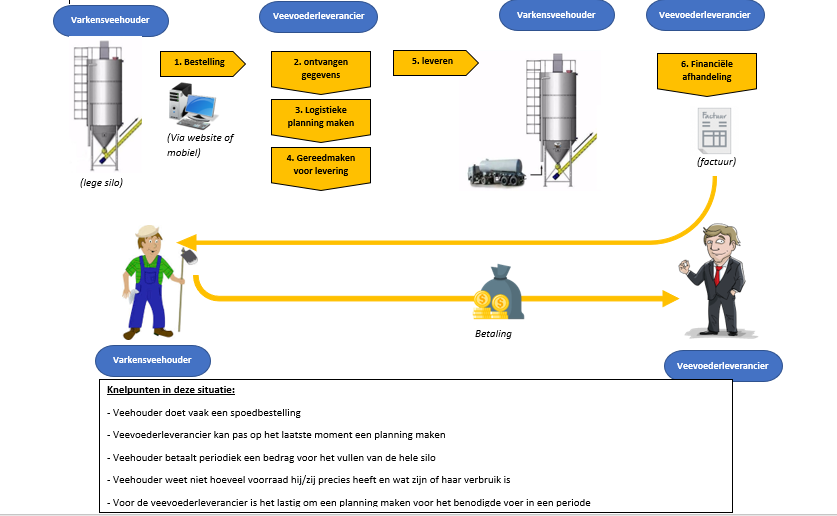 Varkensveehouder
Veevoederleverancier
Varkensveehouder
Veevoederleverancier
1. Bestelling
2. ontvangen
gegevens
3. Logistieke
planning maken
4. Gereedmaken
voor levering
5. leveren
6. Financiële
afhandeling
(Via website of
mobiel)
(lege silo)
Factuur
(factuur)
Betaling
Varkensveehouder
Veevoederleverancier
Knelpunten in deze situatie:
- Veehouder doet vaak een spoedbestelling
- Veevoederleverancier kan pas op het laatste moment een planning maken
- Veehouder betaalt periodiek een bedrag voor het vullen van de hele silo
- Veehouder weet niet hoeveel voorraad hij/zij precies heeft en wat zijn of haar verbruik is
- Voor de veevoederleverancier is het lastig om een planning maken voor het benodigde voer in een periode